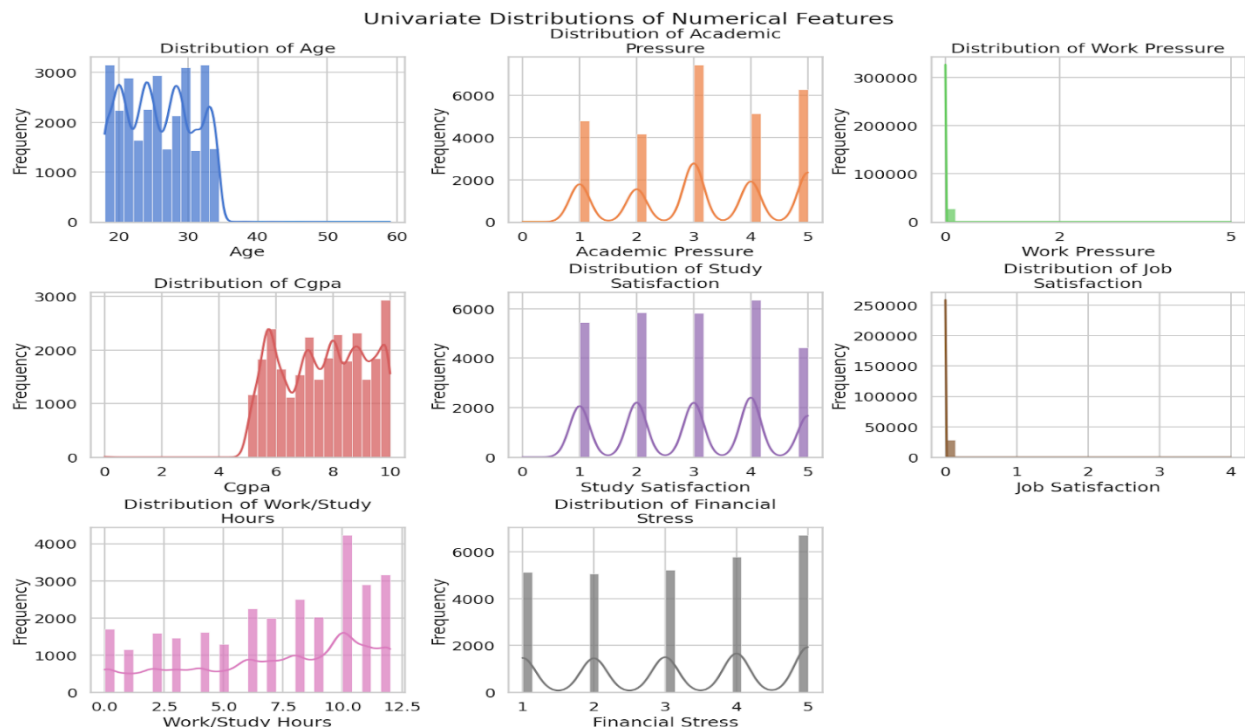 Univariate Distributions of Numerical Features
Distribution of Age
Frequency
3000
2000
1000
0
20
30
40
50
60
Age
Distribution of Academic
Pressure
Frequency
6000
4000
2000
0
0
1
2
3
4
5
Academic Pressure
Distribution of Work Pressure
Frequency
300000
200000
100000
0
0
2
5
Work Pressure
Distribution of Cgpa
Frequency
3000
2000
1000
0
0
2
4
6
8
10
Cgpa
Distribution of Study
Satisfaction
Frequency
6000
4000
2000
0
0
1
2
3
4
5
Study Satisfaction
Distribution of Job
Satisfaction
Frequency
250000
200000
150000
100000
50000
0
0
1
2
3
4
Job Satisfaction
Distribution of Work/Study
Hours
Frequency
4000
3000
2000
1000
0
0.0
2.5
5.0
7.5
10.0
12.5
Work/Study Hours
Distribution of Financial
Stress
Frequency
6000
4000
2000
0
1
2
3
4
5
Financial Stress